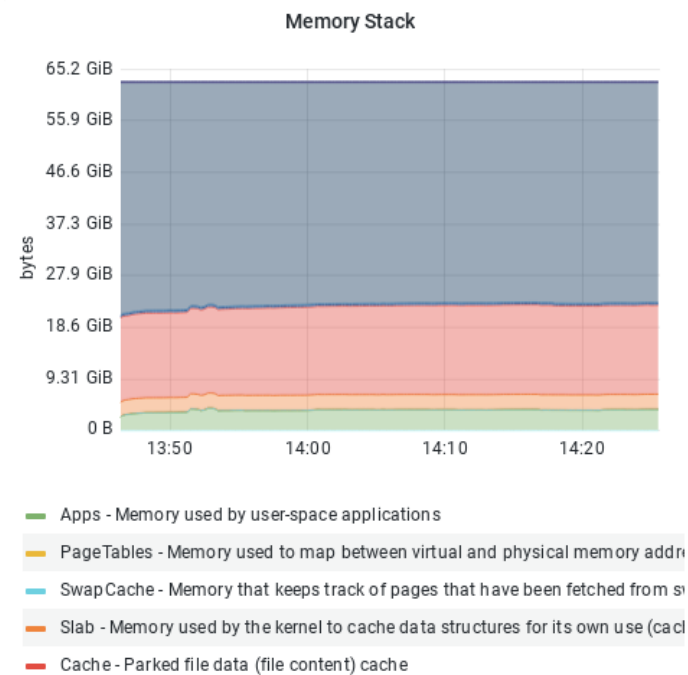 Memory Stack
65.2 GiB
55.9 GiB
46.6 GiB
37.3 GiB
27.9 GiB
18.6 GiB
9.31 GiB
0 B
bytes
13:50 14:00 14:10 14:20
Apps - Memory used by user-space applications
PageTables - Memory used to map between virtual and physical memory addre
SwapCache - Memory that keeps track of pages that have been fetched from sw
Slab - Memory used by the kernel to cache data structures for its own use (cach
Cache - Parked file data (file content) cache